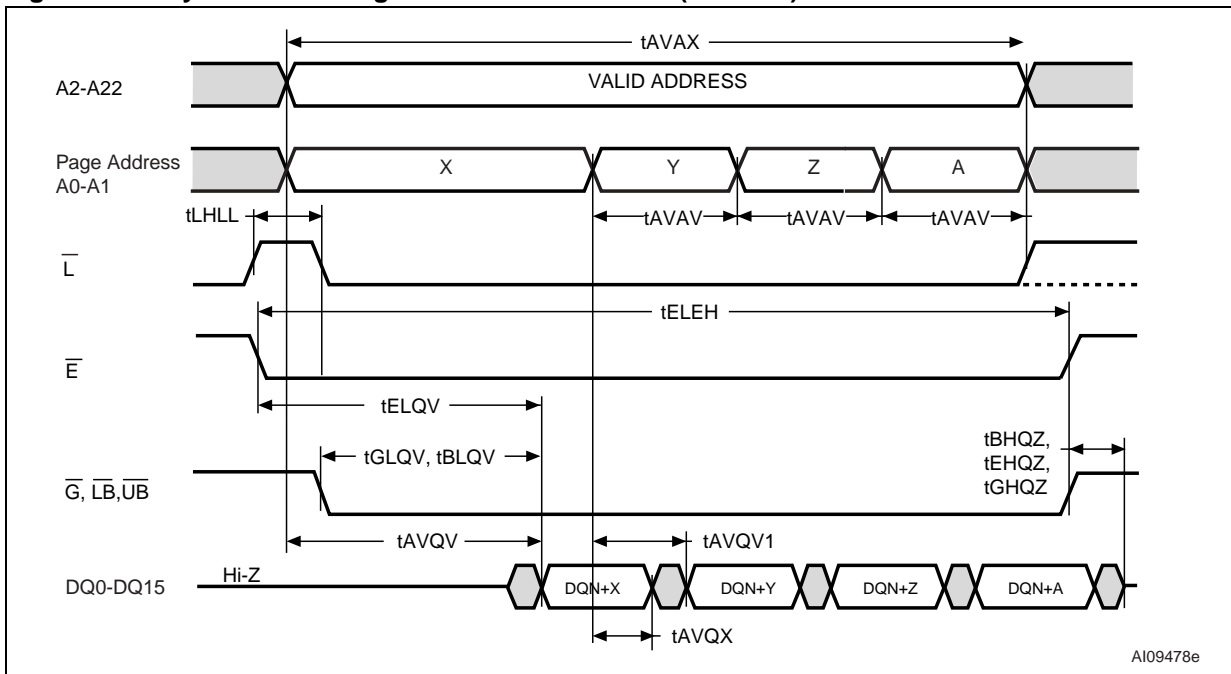 tAVAX
A2-A22
VALID ADDRESS
Page Address
A0-A1
X
Y
Z
A
tLHLL
tAVAV
tAVAV
tAVAV
L
tELEH
E
tELQV
tGLQV, tBLQV
tBHQZ,
tEHQZ,
tGHQZ
G, LB,UB
tAVQV
tAVQV1
DQ0-DQ15
Hi-Z
DQN+X
DQN+Y
DQN+Z
DQN+A
tAVQX
AI09478e